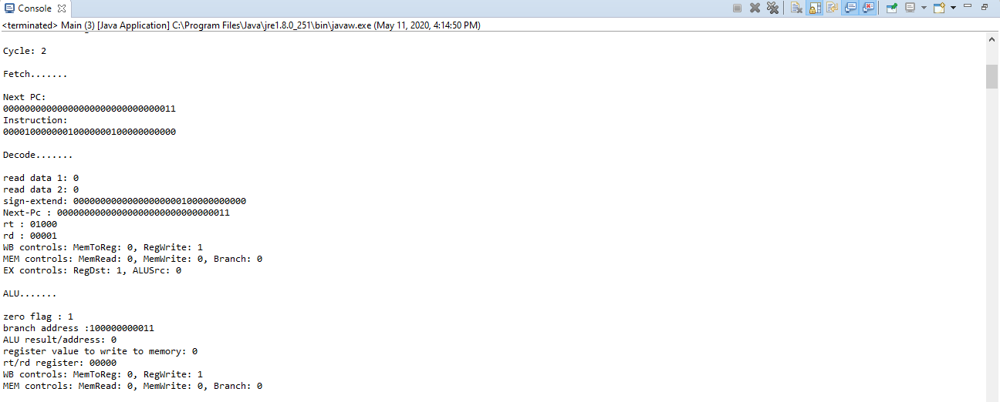 Console
<terminated> Main (3) [Java Application] C:\Program Files\Java\jre1.8.0_251\bin\javaw.exe (May 11, 2020, 4:14:50 PM)
Cycle: 2
Fetch.......
Next PC:
00000000000000000000000000000011
Instruction:
00001000000010000000100000000000
Decode.......
read data 1: 0
read data 2: 0
sign-extend: 00000000000000000000100000000000
Next-Pc : 00000000000000000000000000000011
rt : 01000
rd : 00001
WB controls: MemToReg: 0, RegWrite: 1
MEM controls: MemRead: 0, MemWrite: 0, Branch: 0
EX controls: RegDst: 1, ALUSrc: 0
ALU.......
zero flag : 1
branch address :100000000011
ALU result/address: 0
register value to write to memory: 0
rt/rd register: 00000
WB controls: MemToReg: 0, RegWrite: 1
MEM controls: MemRead: 0, MemWrite: 0, Branch: 0